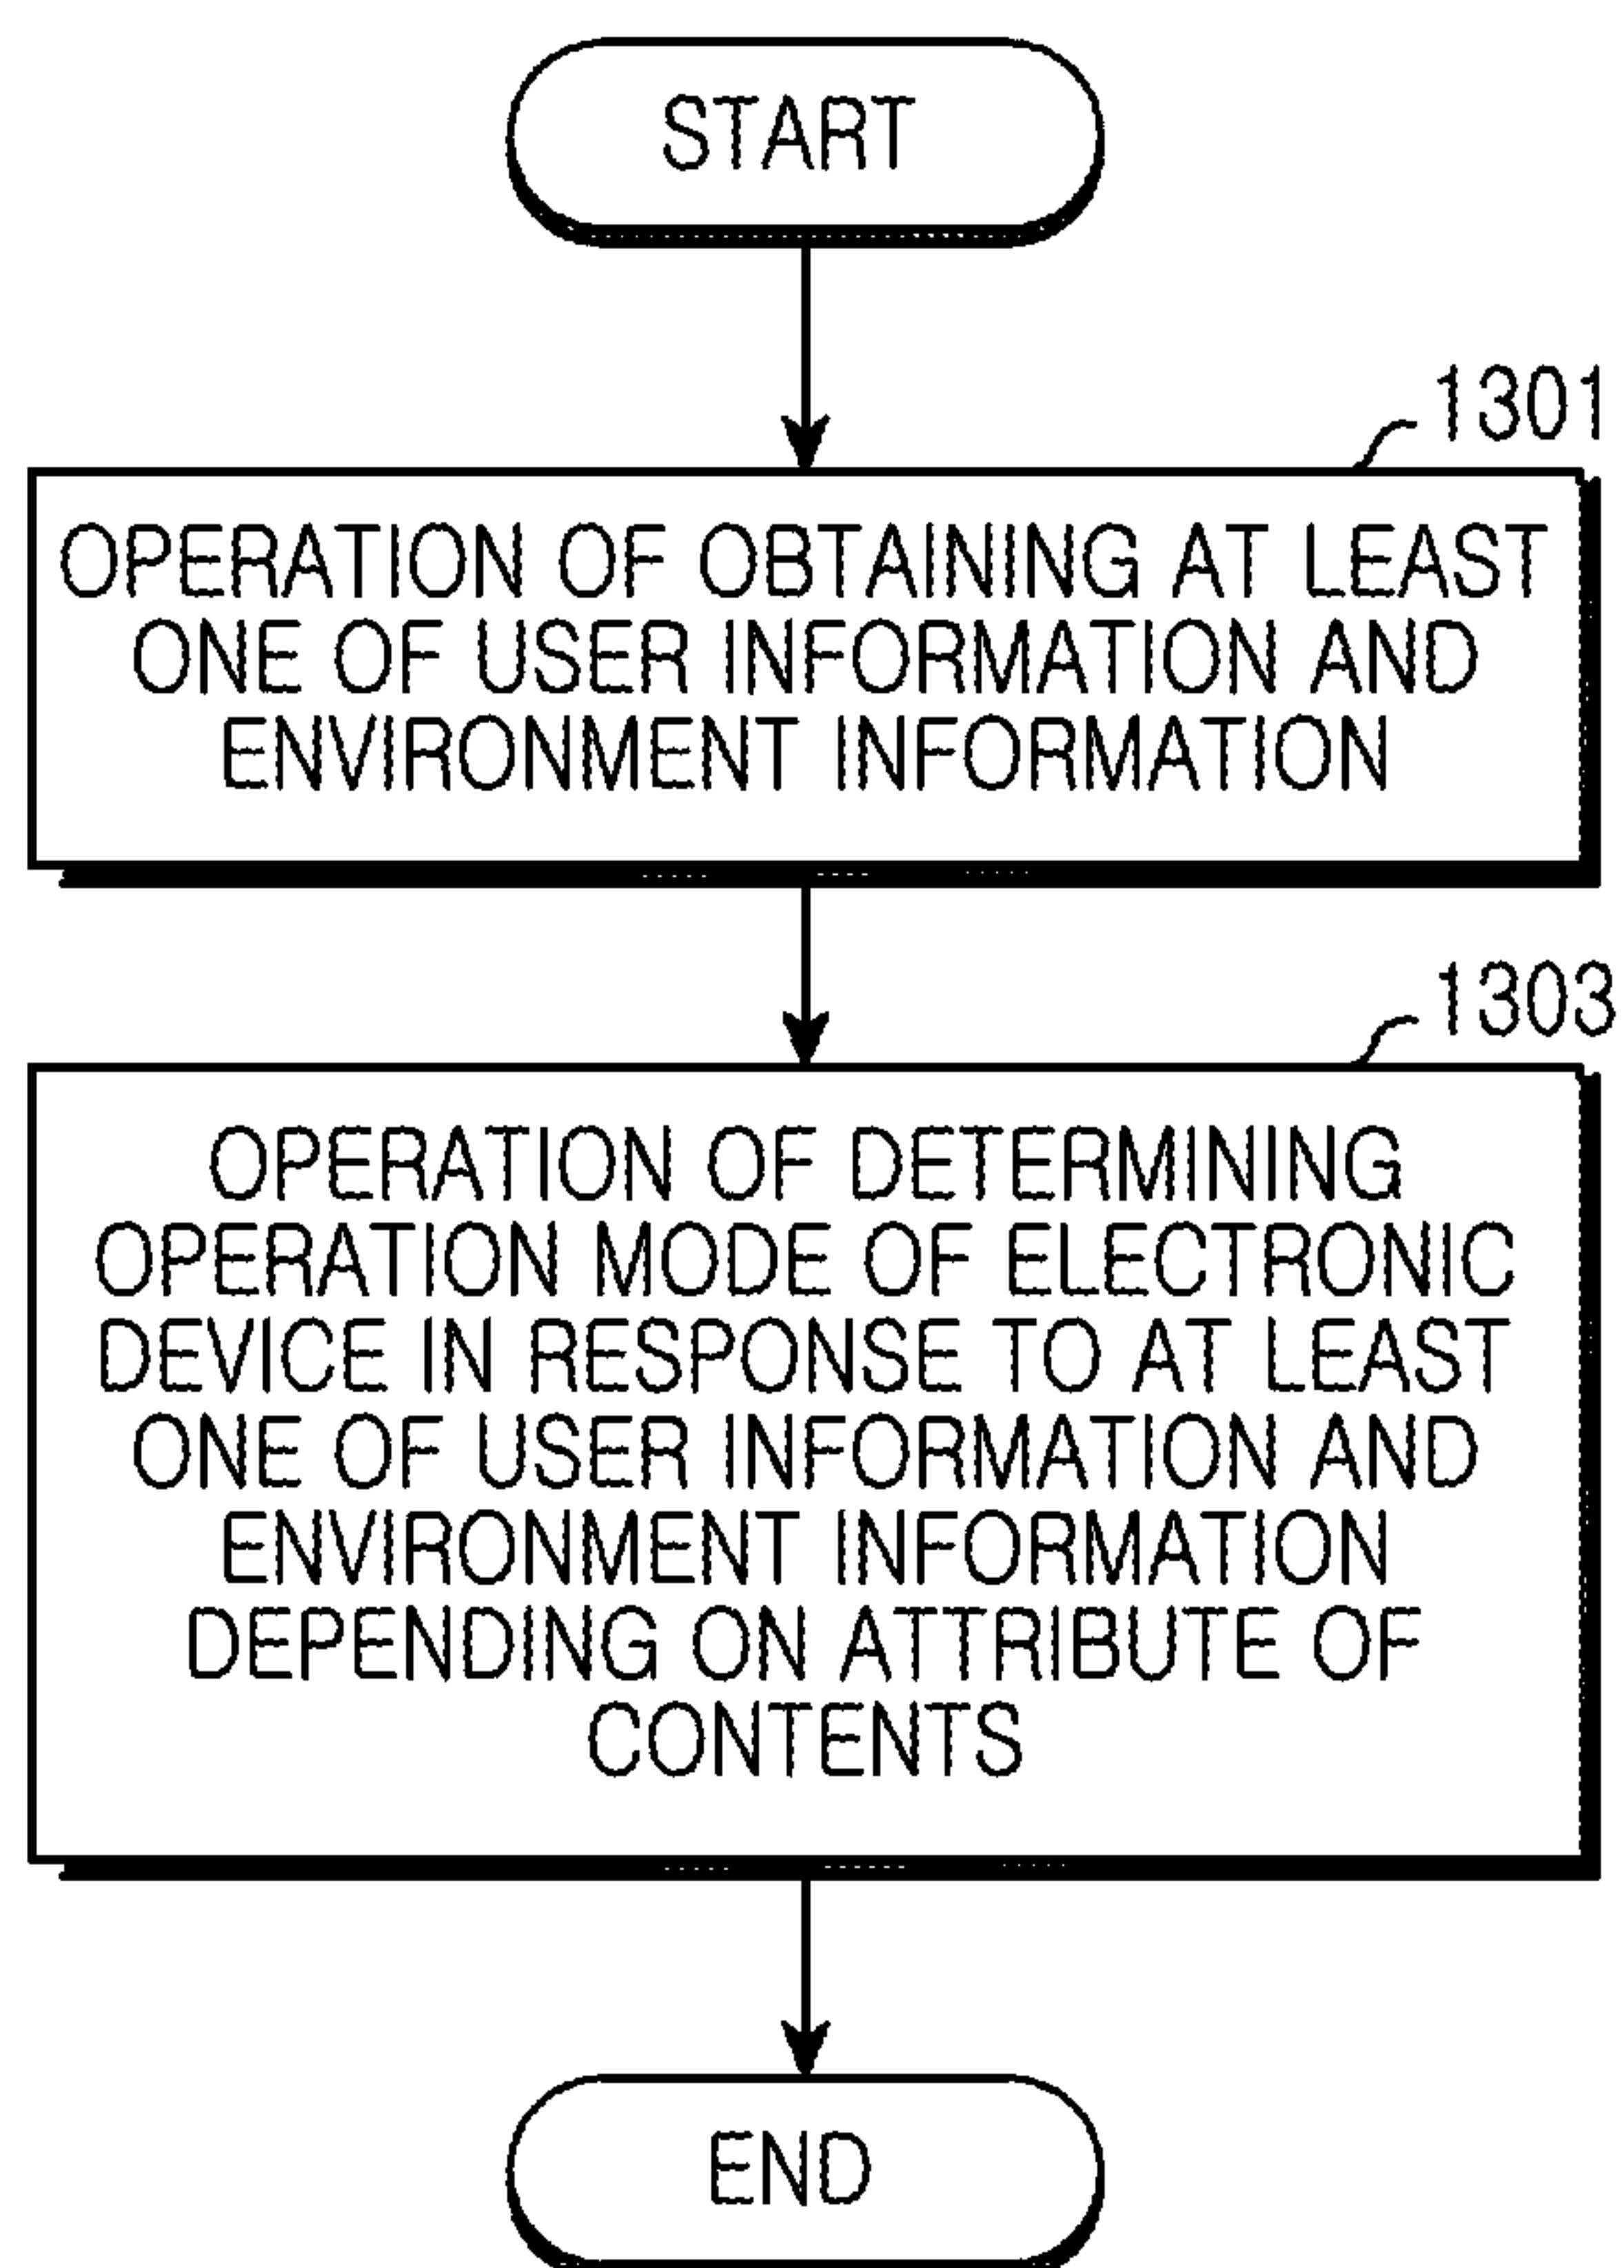 START
1301
OPERATION OF OBTAINING AT LEAST
ONE OF USER INFORMATION AND
ENVIRONMENT INFORMATION
1303
OPERATION OF DETERMINING
OPERATION MODE OF ELECTRONIC
DEVICE IN RESPONSE TO AT LEAST
ONE OF USER INFORMATION AND
ENVIRONMENT INFORMATION
DEPENDING ON ATTRIBUTE OF
CONTENTS
END